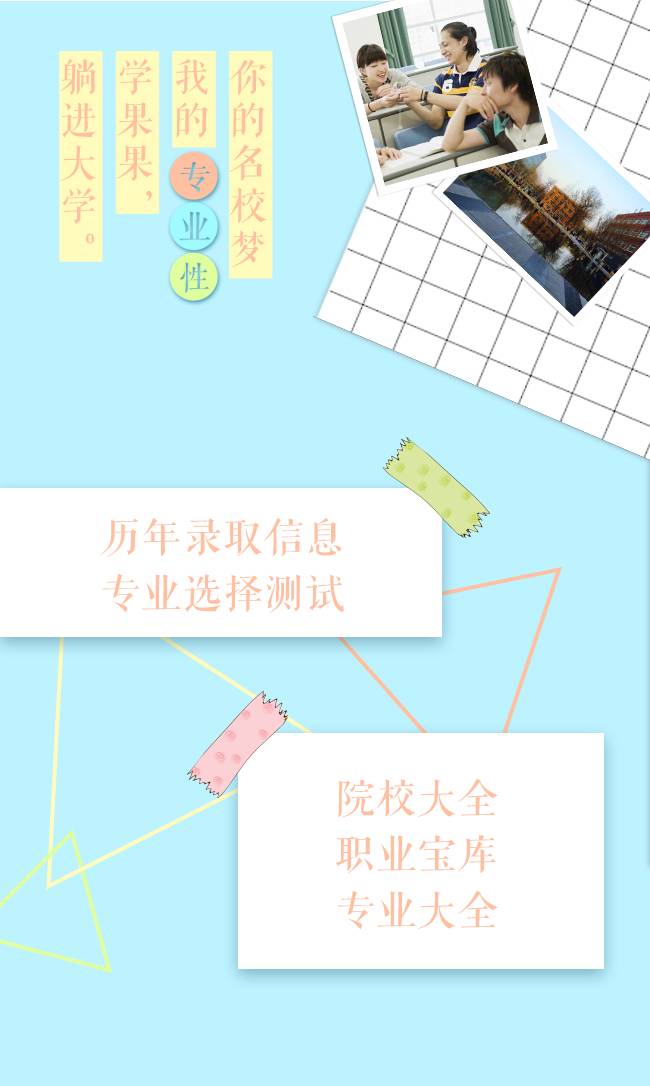 你的名校梦
我的专业性
学果果，
躺进大学。
历年录取信息
专业选择测试
院校大全
职业宝库
专业大全